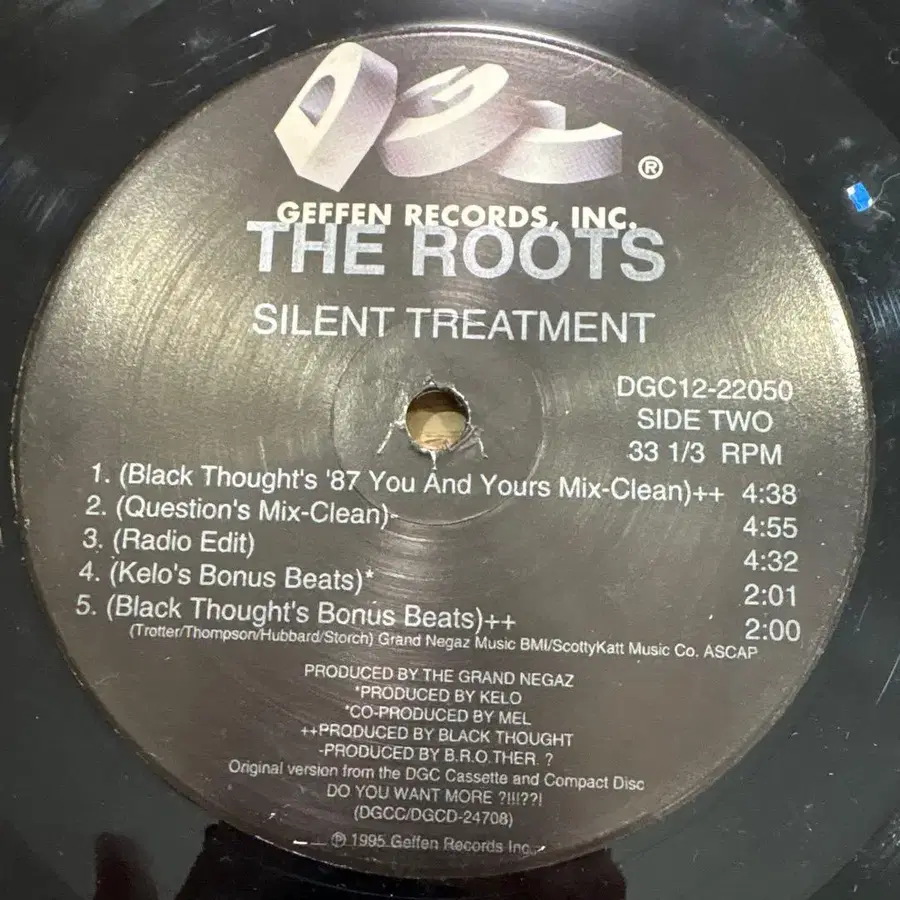 DGC
®
GEFFEN RECORDS, INC.
THE ROOTS
SILENT TREATMENT
DGC12-22050
SIDE TWO
33 1/3 RPM
1. (Black Thought's '87 You And Yours Mix-Clean)++ 4:38
2. (Question's Mix-Clean)- 4:55
3. (Radio Edit) 4:32
4. (Kelo's Bonus Beats)* 2:01
5. (Black Thought's Bonus Beats)++ 2:00
(Trotter/Thompson/Hubbard/Storch) Grand Negaz Music BMI/ScottyKatt Music Co. ASCAP
PRODUCED BY THE GRAND NEGAZ
*PRODUCED BY KELO
*CO-PRODUCED BY MEL
++PRODUCED BY BLACK THOUGHT
-PRODUCED BY B.R.O.THER. ?
Original version from the DGC Cassette and Compact Disc
DO YOU WANT MORE ?!!!??!
(DGCC/DGCD-24708)
℗ 1995 Geffen Records Inc.